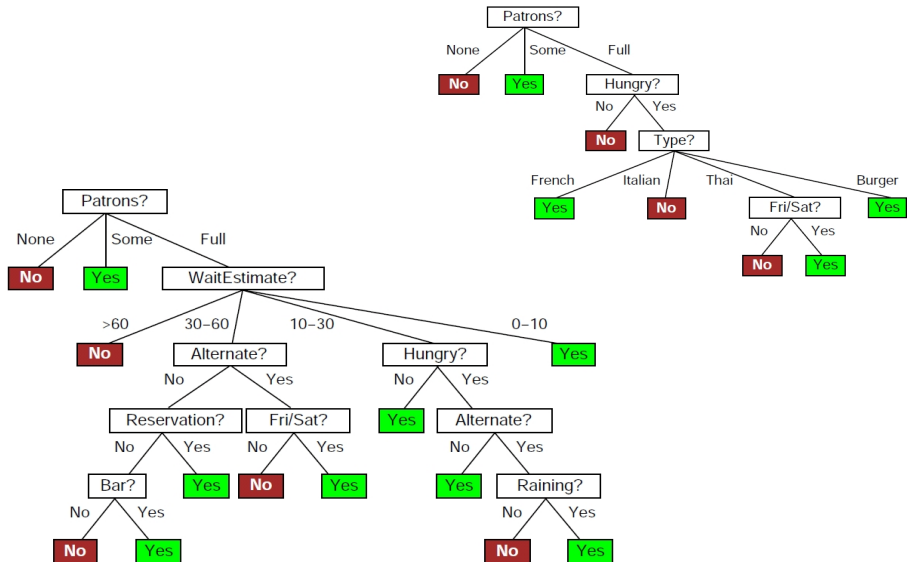 Patrons?
None Some Full
No Yes Hungry?
No Yes
No Type?
French Italian Thai Burger
Yes No Fri/Sat? Yes
No Yes
No Yes
Patrons?
None Some Full
No Yes WaitEstimate?
>60 30–60 10–30 0–10
No Alternate? Hungry? Yes
No Yes No Yes
Reservation? Fri/Sat? Yes Alternate?
No Yes No Yes No Yes
Bar? Yes No Yes Yes Raining?
No Yes No Yes
No Yes No Yes